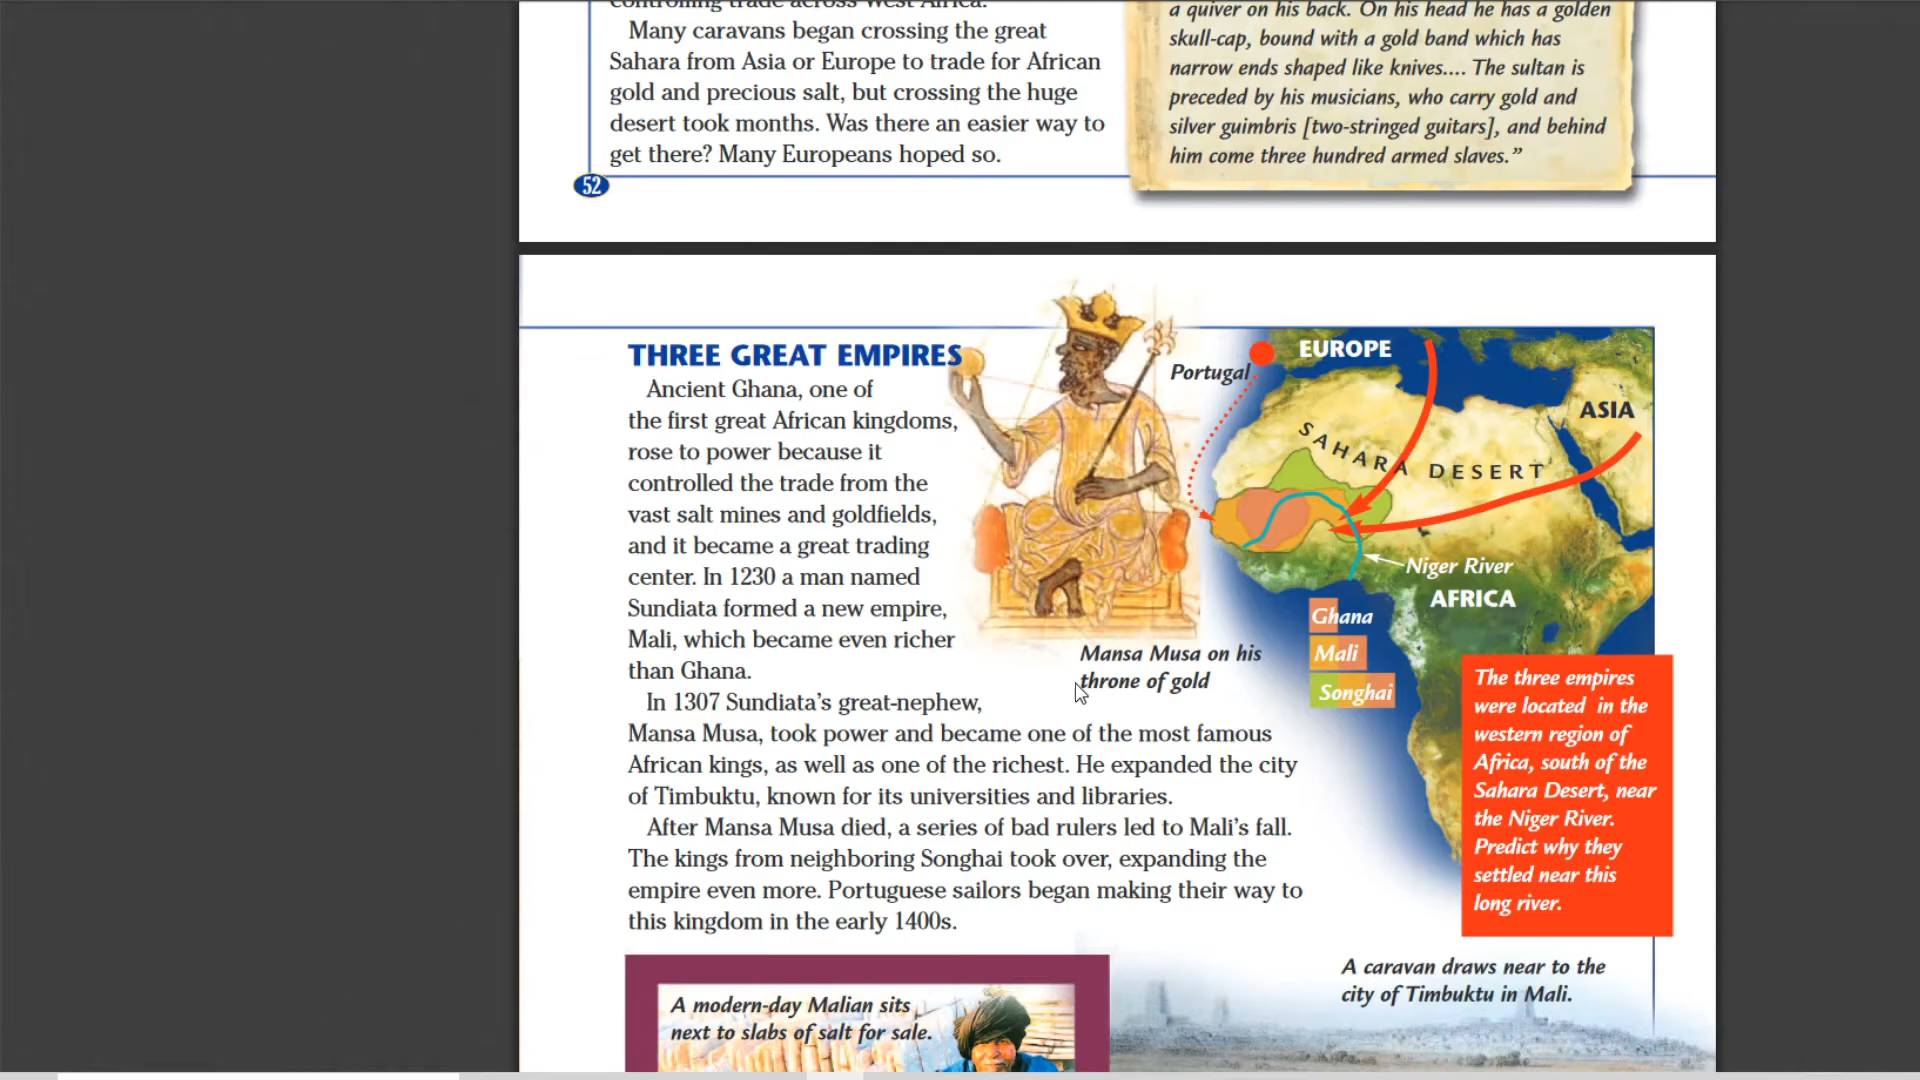 controlling trade across West Africa.
Many caravans began crossing the great
Sahara from Asia or Europe to trade for African
gold and precious salt, but crossing the huge
desert took months. Was there an easier way to
get there? Many Europeans hoped so.
52
a quiver on his back. On his head he has a golden
skull-cap, bound with a gold band which has
narrow ends shaped like knives.... The sultan is
preceded by his musicians, who carry gold and
silver guimbris [two-stringed guitars], and behind
him come three hundred armed slaves.”
THREE GREAT EMPIRES
Ancient Ghana, one of
the first great African kingdoms,
rose to power because it
controlled the trade from the
vast salt mines and goldfields,
and it became a great trading
center. In 1230 a man named
Sundiata formed a new empire,
Mali, which became even richer
than Ghana.
In 1307 Sundiata’s great-nephew,
Mansa Musa, took power and became one of the most famous
African kings, as well as one of the richest. He expanded the city
of Timbuktu, known for its universities and libraries.
After Mansa Musa died, a series of bad rulers led to Mali’s fall.
The kings from neighboring Songhai took over, expanding the
empire even more. Portuguese sailors began making their way to
this kingdom in the early 1400s.
Mansa Musa on his
throne of gold
Portugal
EUROPE
ASIA
SAHARA DESERT
Niger River
AFRICA
Ghana
Mali
Songhai
The three empires
were located in the
western region of
Africa, south of the
Sahara Desert, near
the Niger River.
Predict why they
settled near this
long river.
A caravan draws near to the
city of Timbuktu in Mali.
A modern-day Malian sits
next to slabs of salt for sale.